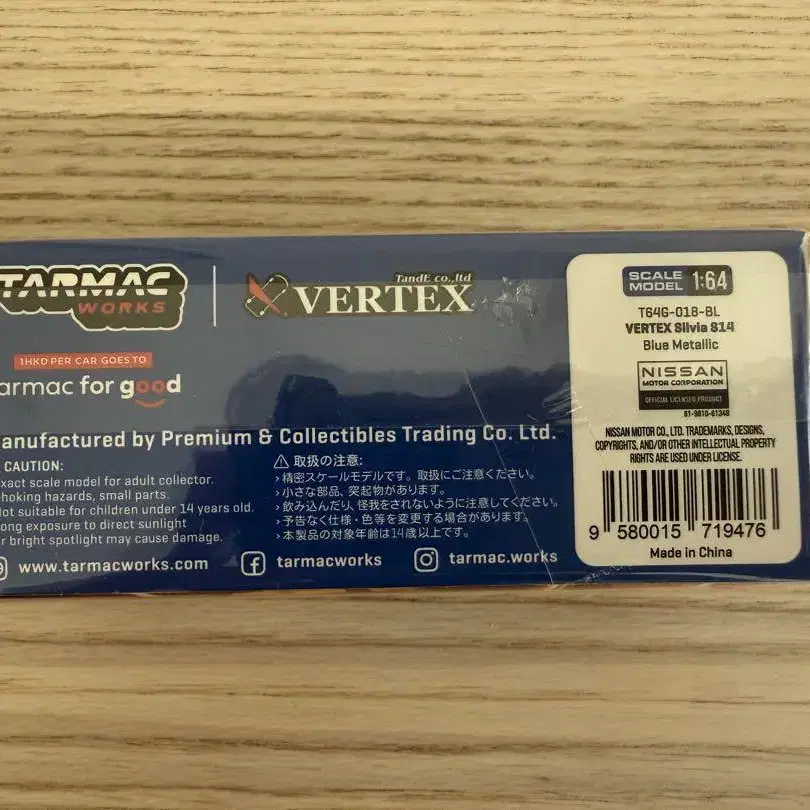 TARMAC
WORKS
TandE co.,ltd
VERTEX
1HKD PER CAR GOES TO
armac for good
anufactured by Premium & Collectibles Trading Co. Ltd.
CAUTION:
xact scale model for adult collector.
hoking hazards, small parts.
ot suitable for children under 14 years old.
ong exposure to direct sunlight
r bright spotlight may cause damage.
⚠ 取扱の注意:
›精密スケールモデルです。取扱にご注意ください。
›小さな部品、突起物があります。
›飲み込んだり、怪我をされないように注意してください。
›予告なく仕様・色等を変更する場合があります。
›本製品の対象年齢は14歳以上です。
www.tarmacworks.com
tarmacworks
tarmac.works
SCALE MODEL 1:64
T64G-018-BL
VERTEX Silvia S14
Blue Metallic
NISSAN
MOTOR CORPORATION
OFFICIAL LICENSED PRODUCT
61-9810-61348
NISSAN MOTOR CO., LTD. TRADEMARKS, DESIGNS,
COPYRIGHTS, AND/OR OTHER INTELLECTUAL PROPERTY
RIGHTS ARE USED UNDER LICENSE.
9 580015 719476
Made in China